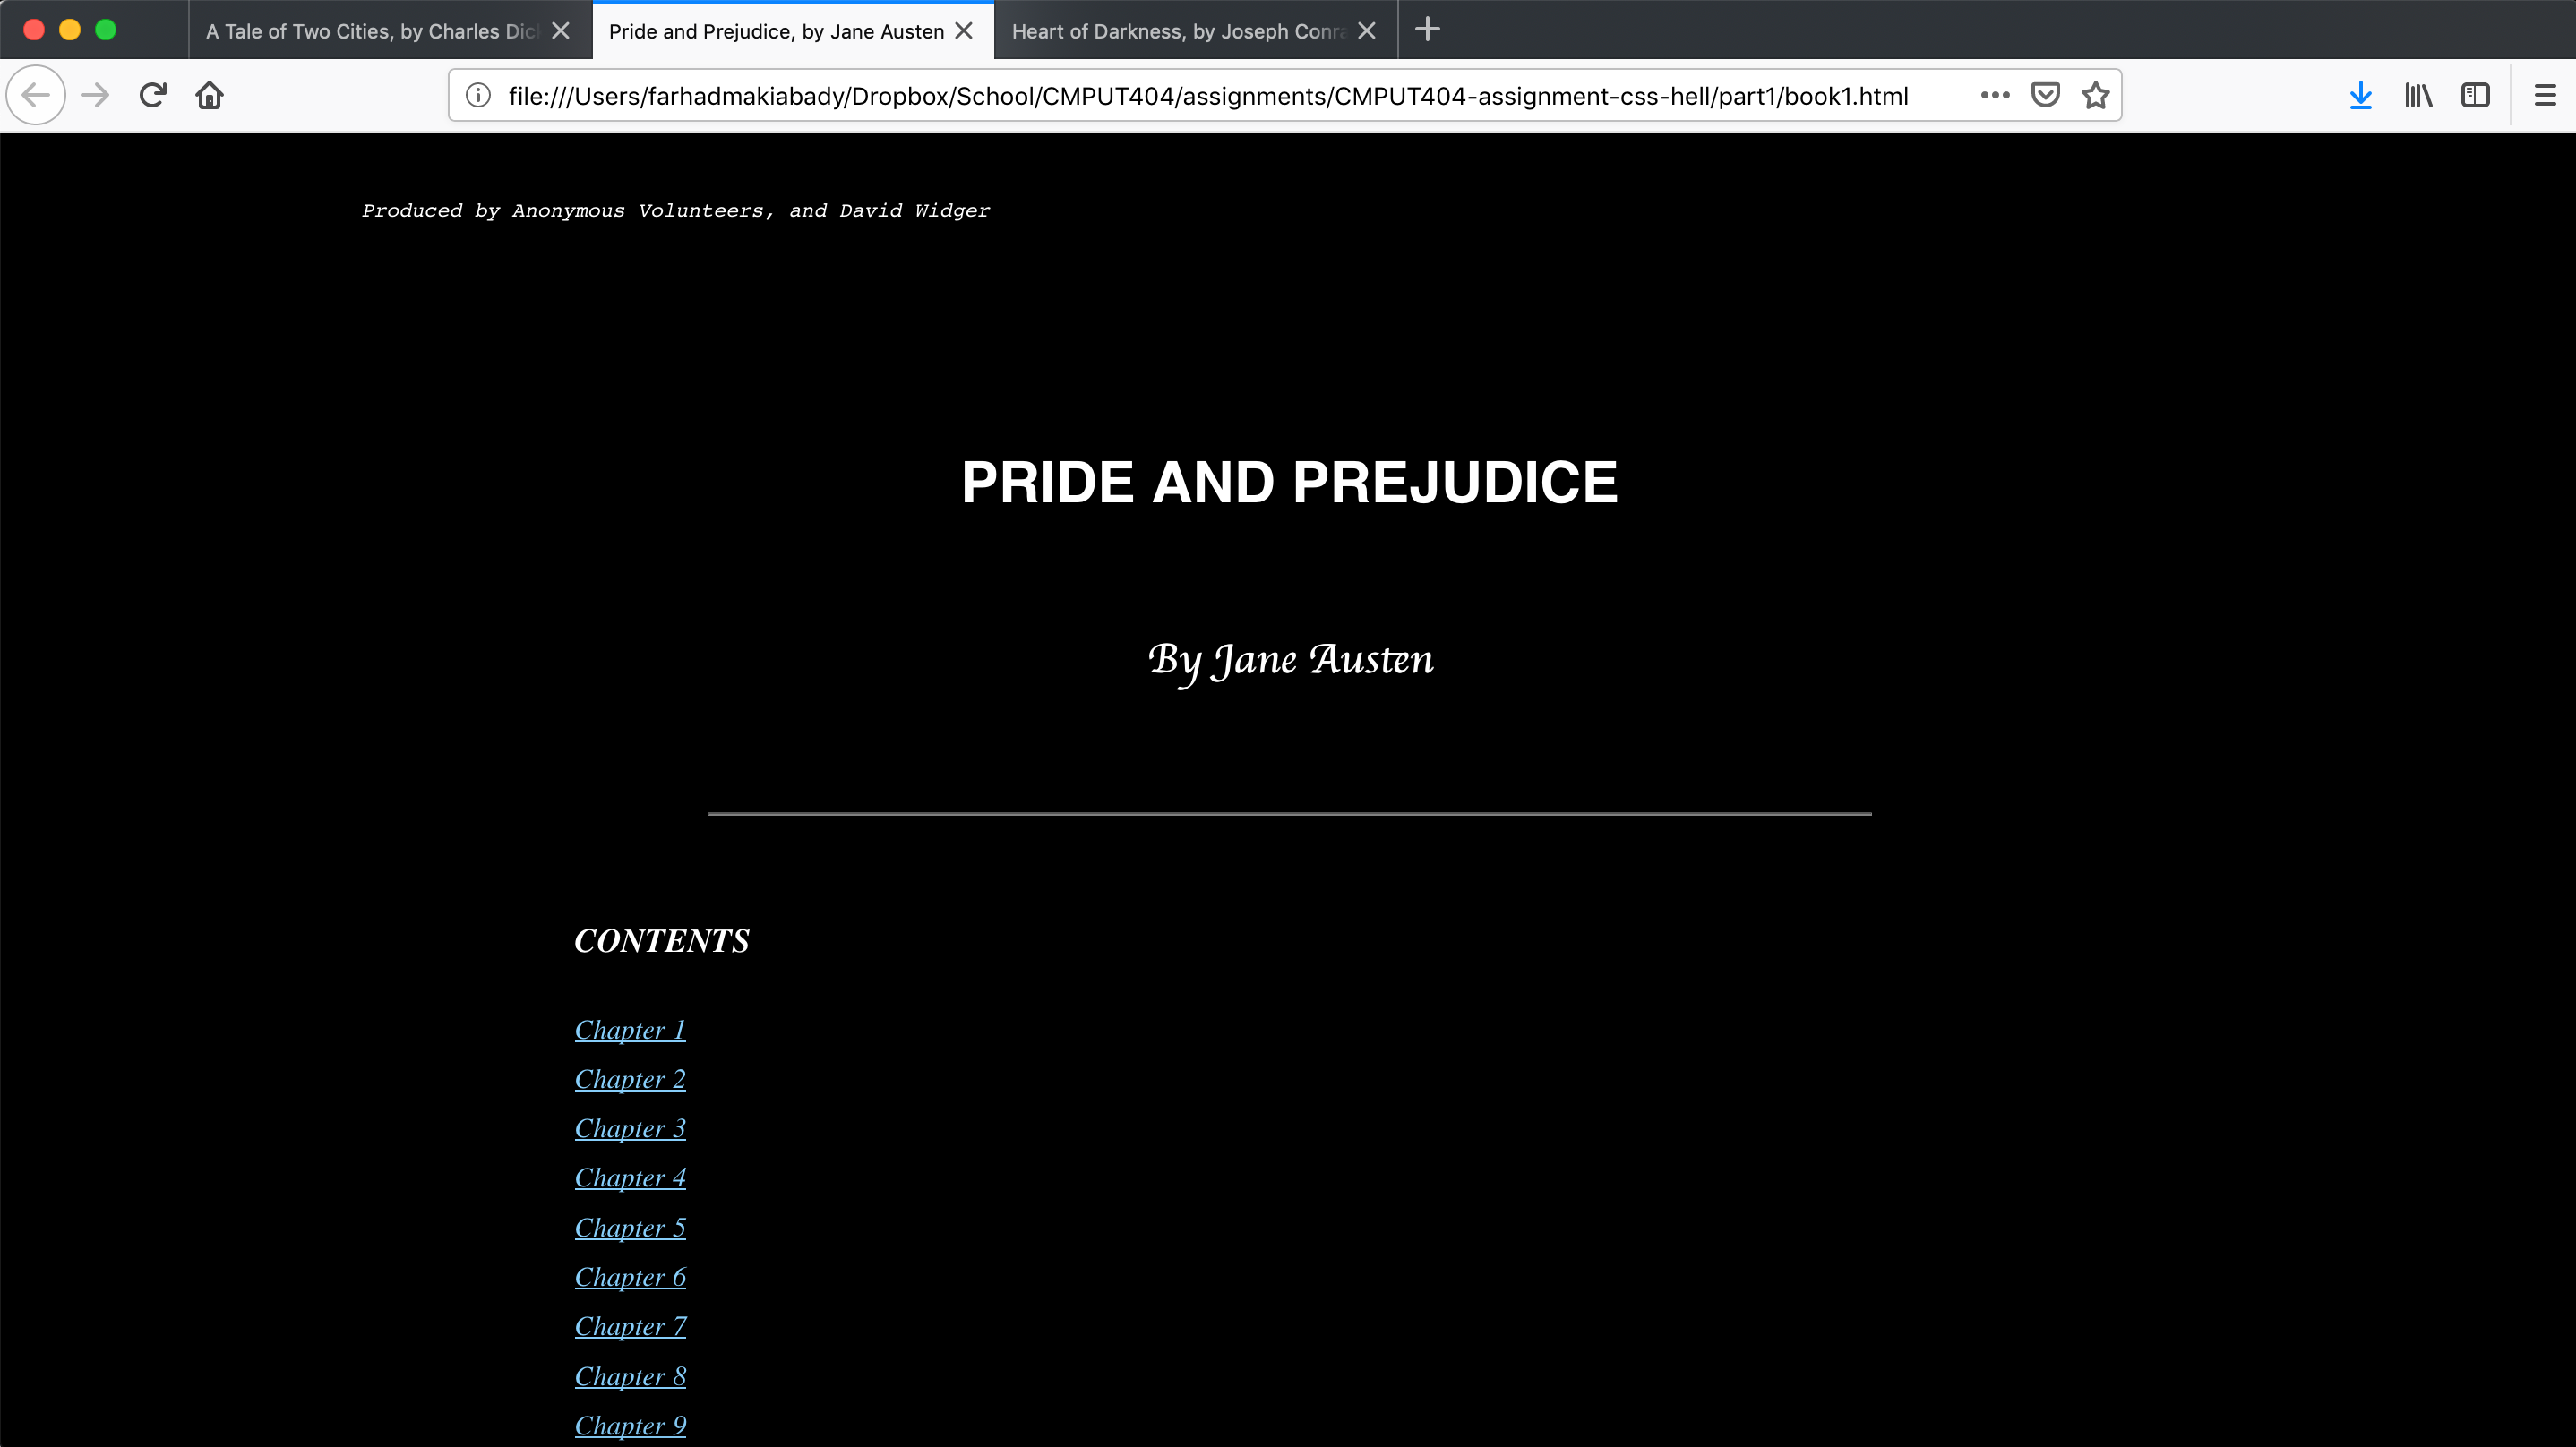 A Tale of Two Cities, by Charles Dic
Pride and Prejudice, by Jane Austen
Heart of Darkness, by Joseph Conra
file:///Users/farhadmakiabady/Dropbox/School/CMPUT404/assignments/CMPUT404-assignment-css-hell/part1/book1.html
Produced by Anonymous Volunteers, and David Widger
PRIDE AND PREJUDICE
By Jane Austen
CONTENTS
Chapter 1
Chapter 2
Chapter 3
Chapter 4
Chapter 5
Chapter 6
Chapter 7
Chapter 8
Chapter 9